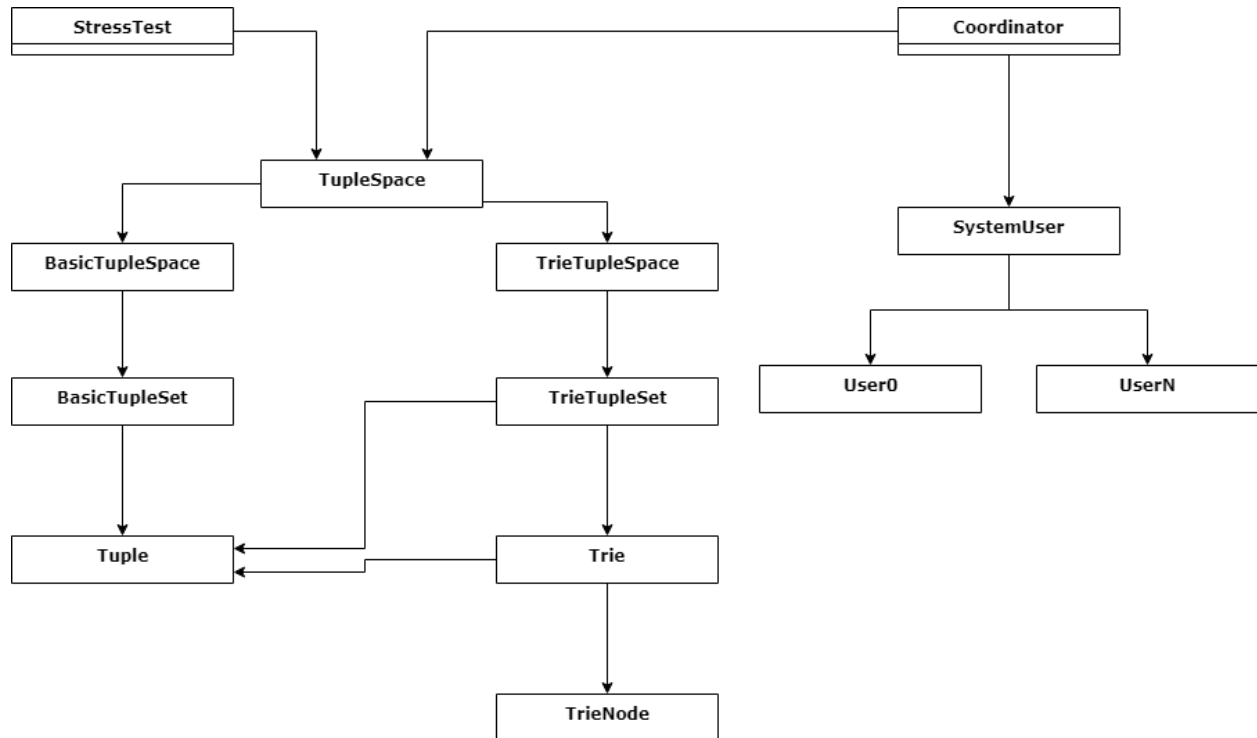 StressTest
Coordinator
TupleSpace
SystemUser
BasicTupleSpace
TrieTupleSpace
User0
UserN
BasicTupleSet
TrieTupleSet
Tuple
Trie
TrieNode